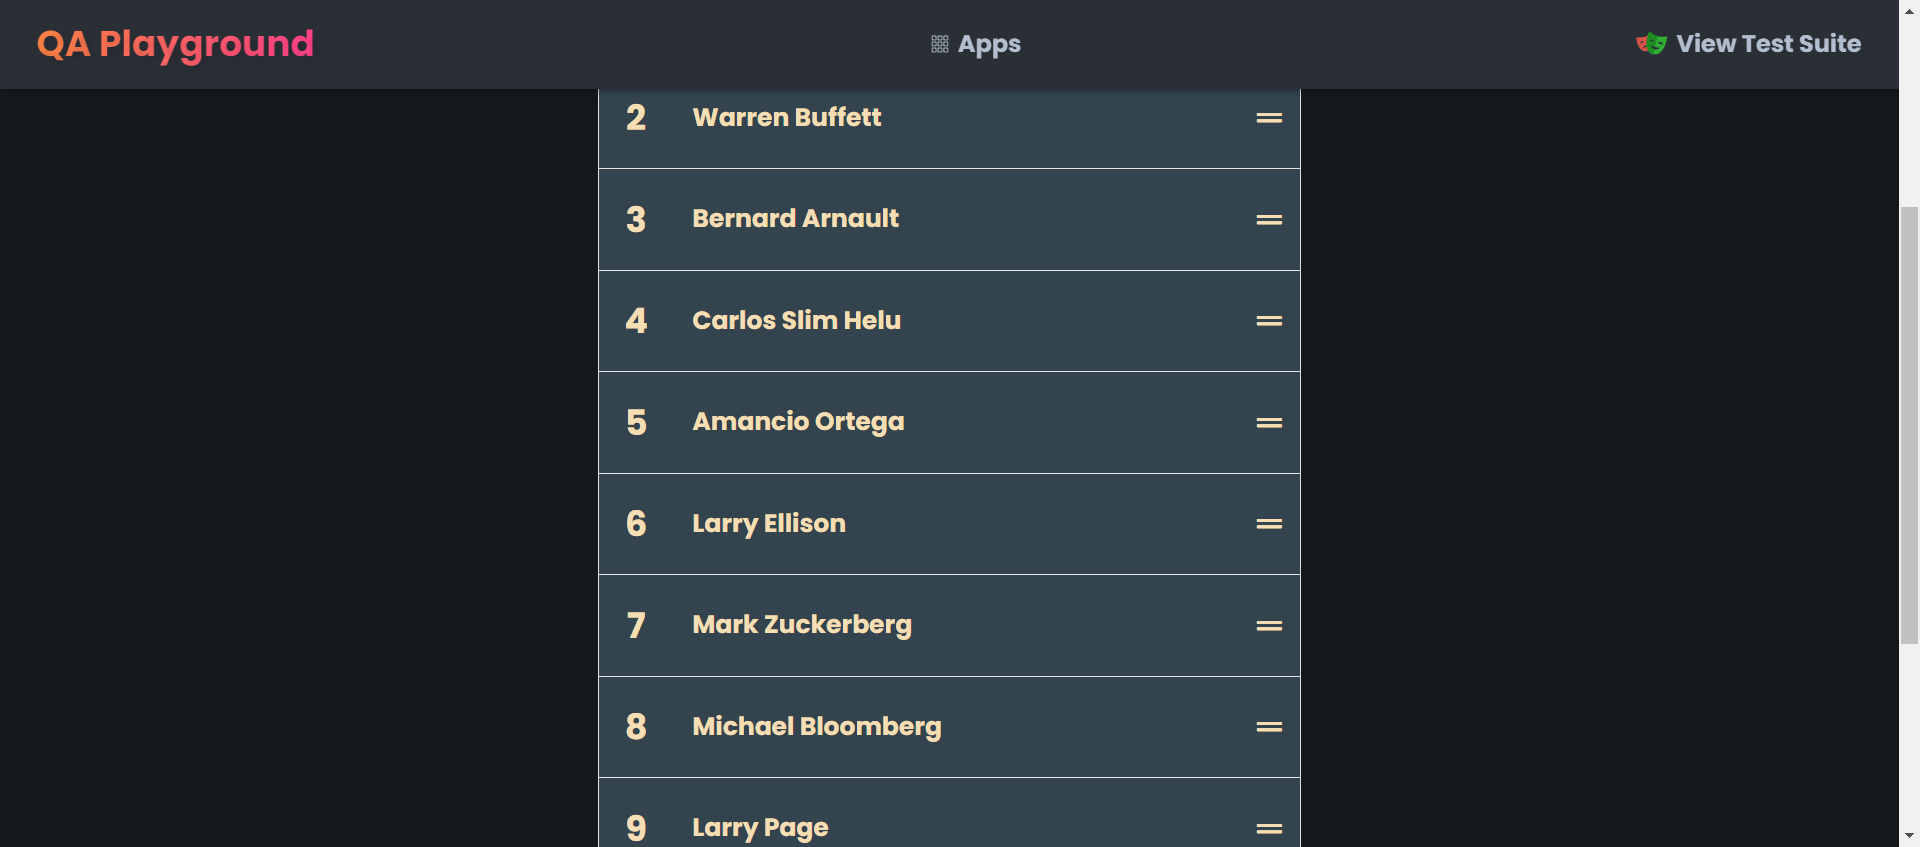 QA Playground
Apps
View Test Suite
2 Warren Buffett
3 Bernard Arnault
4 Carlos Slim Helu
5 Amancio Ortega
6 Larry Ellison
7 Mark Zuckerberg
8 Michael Bloomberg
9 Larry Page